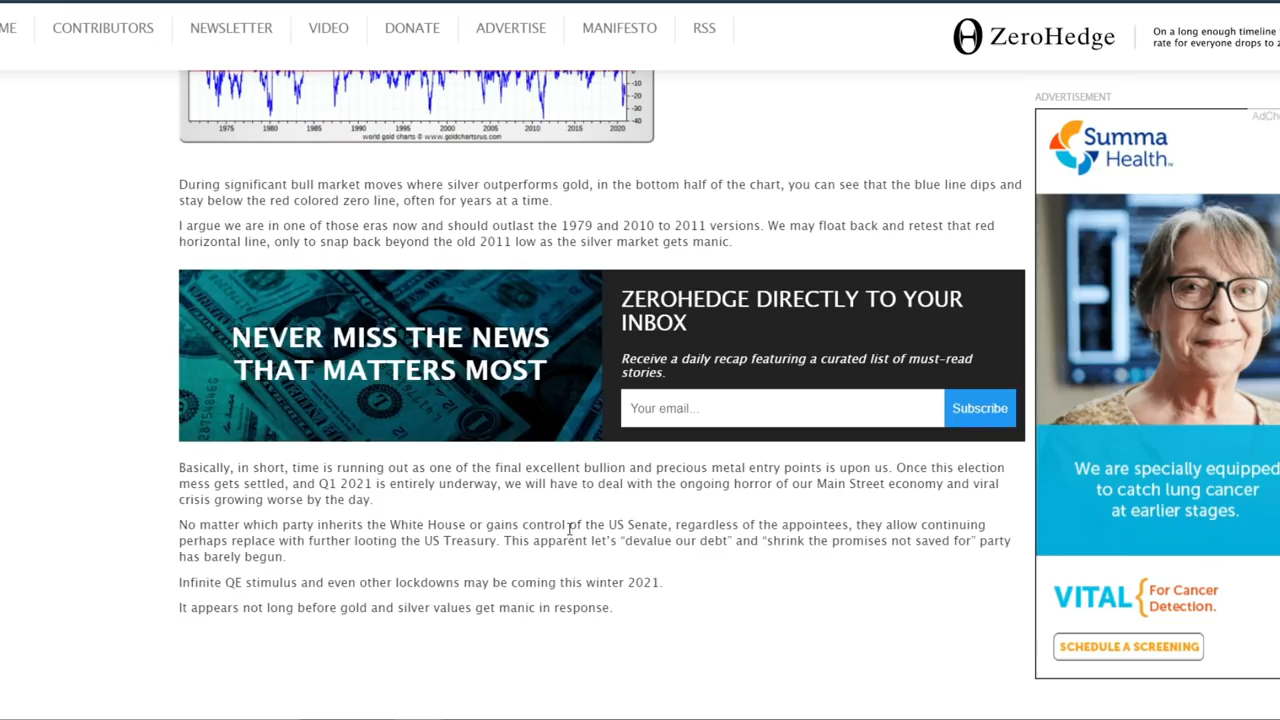 ME
CONTRIBUTORS
NEWSLETTER
VIDEO
DONATE
ADVERTISE
MANIFESTO
RSS
ZeroHedge
On a long enough timeline
rate for everyone drops to
-10
-20
-30
-40
1975 1980 1985 1990 1995 2000 2005 2010 2015 2020
world gold charts © www.goldchartsrus.com
During significant bull market moves where silver outperforms gold, in the bottom half of the chart, you can see that the blue line dips and
stay below the red colored zero line, often for years at a time.
I argue we are in one of those eras now and should outlast the 1979 and 2010 to 2011 versions. We may float back and retest that red
horizontal line, only to snap back beyond the old 2011 low as the silver market gets manic.
NEVER MISS THE NEWS
THAT MATTERS MOST
ZEROHEDGE DIRECTLY TO YOUR
INBOX
Receive a daily recap featuring a curated list of must-read
stories.
Your email...
Subscribe
Basically, in short, time is running out as one of the final excellent bullion and precious metal entry points is upon us. Once this election
mess gets settled, and Q1 2021 is entirely underway, we will have to deal with the ongoing horror of our Main Street economy and viral
crisis growing worse by the day.
No matter which party inherits the White House or gains control of the US Senate, regardless of the appointees, they allow continuing
perhaps replace with further looting the US Treasury. This apparent let's “devalue our debt” and “shrink the promises not saved for” party
has barely begun.
Infinite QE stimulus and even other lockdowns may be coming this winter 2021.
It appears not long before gold and silver values get manic in response.
ADVERTISEMENT
AdCh
Summa
Health
We are specially equipped
to catch lung cancer
at earlier stages.
VITAL
For Cancer
Detection.
SCHEDULE A SCREENING